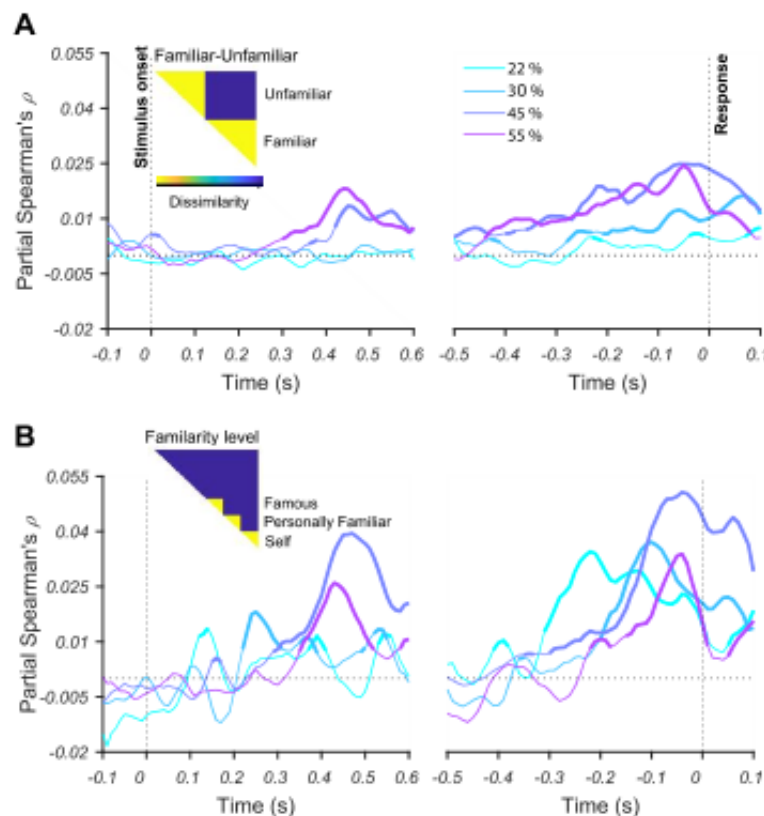 A
Familiar-Unfamiliar
Stimulus onset
Unfamiliar
Familiar
Dissimilarity
Partial Spearman's ρ
0.055
0.04
0.025
0.01
-0.005
-0.02
-0.1 0 0.1 0.2 0.3 0.4 0.5 0.6
Time (s)
22 %
30 %
45 %
55 %
Response
-0.5 -0.4 -0.3 -0.2 -0.1 0 0.1
Time (s)
B
Familarity level
Famous
Personally Familiar
Self
Partial Spearman's ρ
0.055
0.04
0.025
0.01
-0.005
-0.02
-0.1 0 0.1 0.2 0.3 0.4 0.5 0.6
Time (s)
-0.5 -0.4 -0.3 -0.2 -0.1 0 0.1
Time (s)